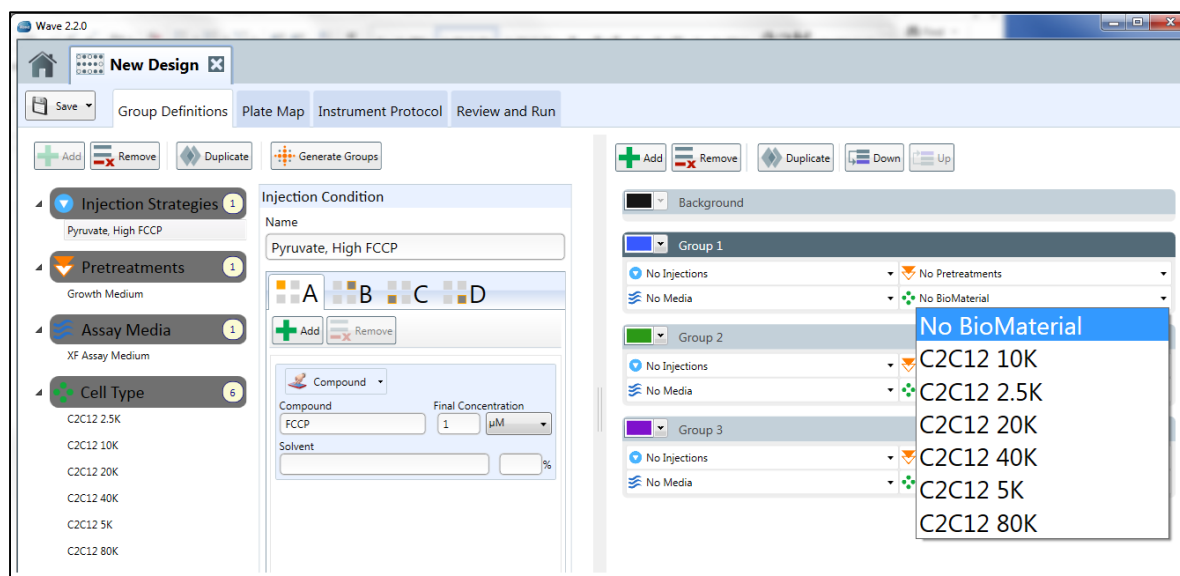 Wave 2.2.0
New Design
Save
Group Definitions Plate Map Instrument Protocol Review and Run
Add Remove Duplicate Generate Groups
Injection Strategies 1
Pyruvate, High FCCP
Pretreatments 1
Growth Medium
Assay Media 1
XF Assay Medium
Cell Type 6
C2C12 2.5K
C2C12 10K
C2C12 20K
C2C12 40K
C2C12 5K
C2C12 80K
Injection Condition
Name
Pyruvate, High FCCP
A B C D
Add Remove
Compound
Compound Final Concentration
FCCP 1 µM
Solvent
%
Add Remove Duplicate Down Up
Background
Group 1
No Injections No Pretreatments
No Media No BioMaterial
Group 2
No Injections
No Media
Group 3
No Injections
No Media
No BioMaterial
C2C12 10K
C2C12 2.5K
C2C12 20K
C2C12 40K
C2C12 5K
C2C12 80K